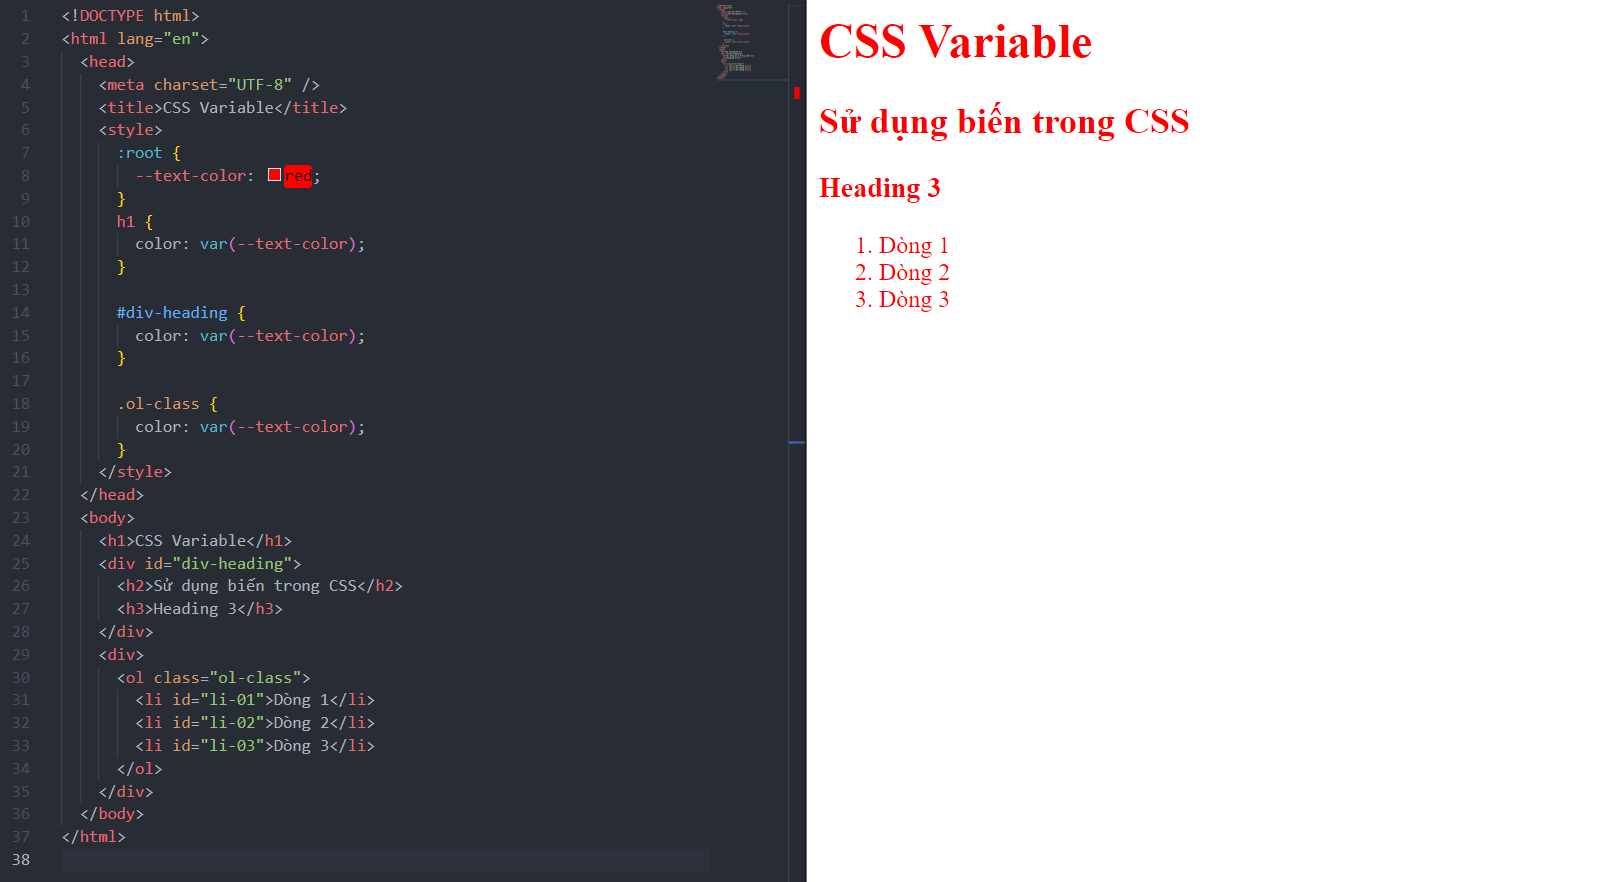 1 <!DOCTYPE html>
2 <html lang="en">
3 <head>
4 <meta charset="UTF-8" />
5 <title>CSS Variable</title>
6 <style>
7 :root {
8 --text-color: red;
9 }
10 h1 {
11 color: var(--text-color);
12 }
13
14 #div-heading {
15 color: var(--text-color);
16 }
17
18 .ol-class {
19 color: var(--text-color);
20 }
21 </style>
22 </head>
23 <body>
24 <h1>CSS Variable</h1>
25 <div id="div-heading">
26 <h2>Sử dụng biến trong CSS</h2>
27 <h3>Heading 3</h3>
28 </div>
29 <div>
30 <ol class="ol-class">
31 <li id="li-01">Dòng 1</li>
32 <li id="li-02">Dòng 2</li>
33 <li id="li-03">Dòng 3</li>
34 </ol>
35 </div>
36 </body>
37 </html>
38
CSS Variable
Sử dụng biến trong CSS
Heading 3
1. Dòng 1
2. Dòng 2
3. Dòng 3